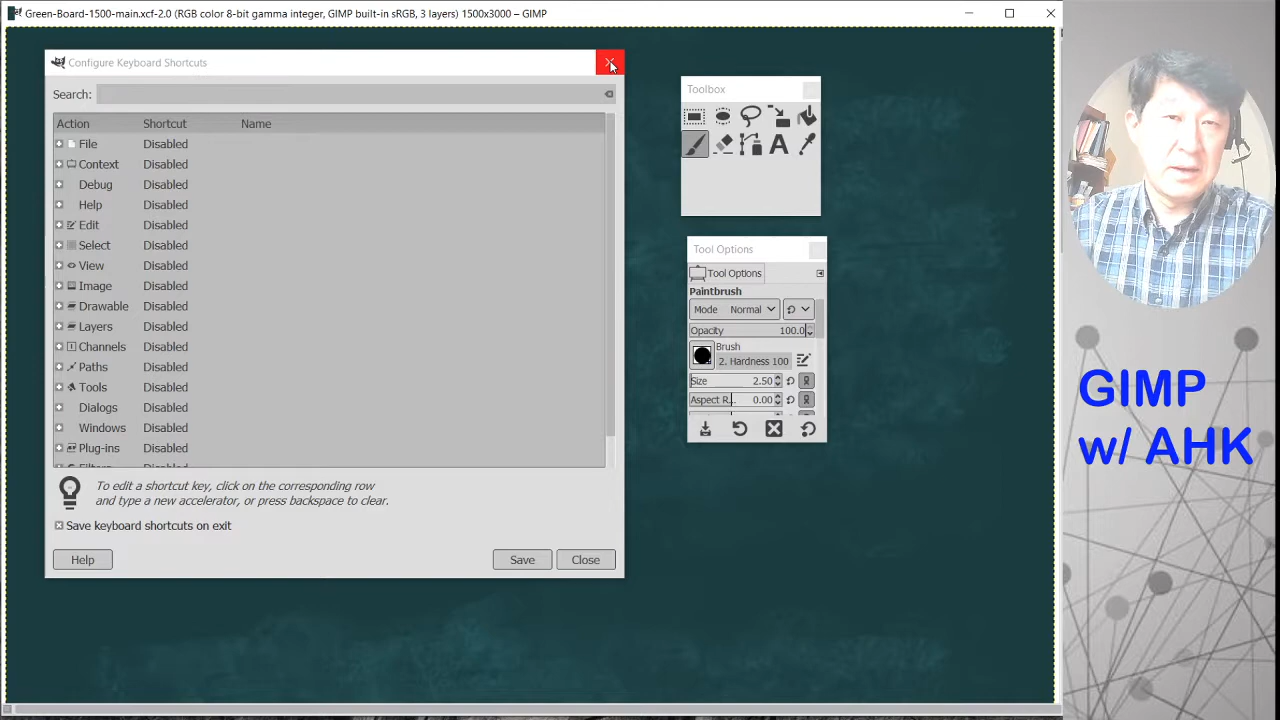 Green-Board-1500-main.xcf-2.0 (RGB color 8-bit gamma integer, GIMP built-in sRGB, 3 layers) 1500x3000 – GIMP
Configure Keyboard Shortcuts
Search:
Action Shortcut Name
File Disabled
Context Disabled
Debug Disabled
Help Disabled
Edit Disabled
Select Disabled
View Disabled
Image Disabled
Drawable Disabled
Layers Disabled
Channels Disabled
Paths Disabled
Tools Disabled
Dialogs Disabled
Windows Disabled
Plug-ins Disabled
To edit a shortcut key, click on the corresponding row
and type a new accelerator, or press backspace to clear.
Save keyboard shortcuts on exit
Help Save Close
Toolbox
A
Tool Options
Tool Options
Paintbrush
Mode Normal
Opacity 100.0
Brush
2. Hardness 100
Size 2.50
Aspect R... 0.00
GIMP
w/ AHK